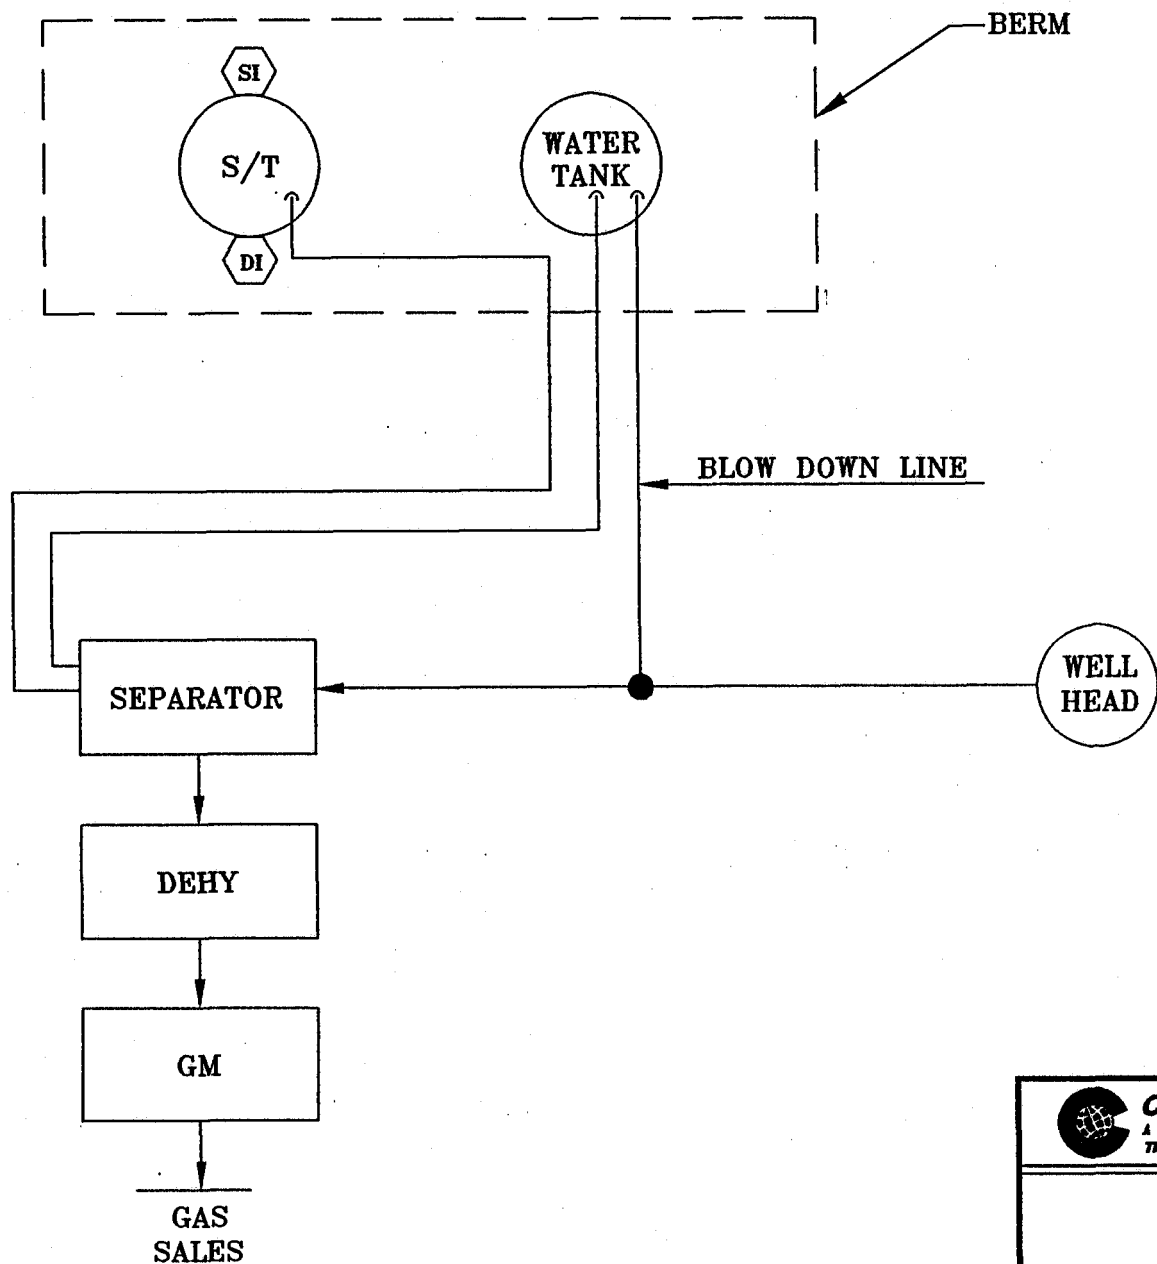 BERM
SI
S/T
DI
WATER
TANK
BLOW DOWN LINE
SEPARATOR
WELL
HEAD
DEHY
GM
GAS
SALES